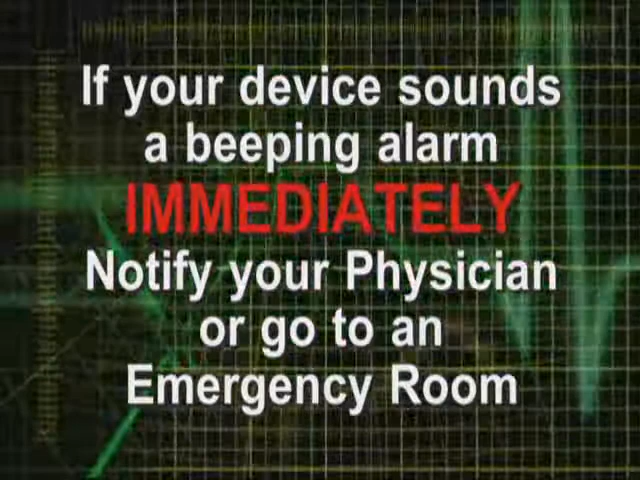 If your device sounds
a beeping alarm
IMMEDIATELY
Notify your Physician
or go to an
Emergency Room